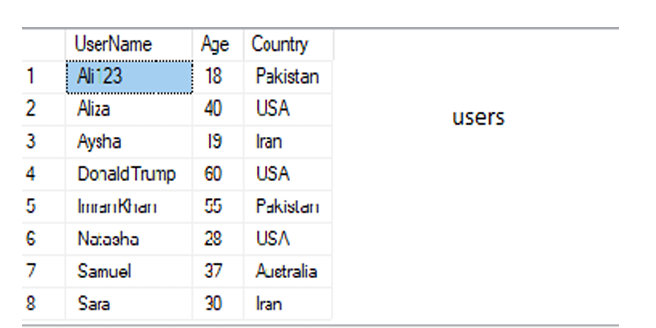 UserName Age Country
1 Ali123 18 Pakistan
2 Aliza 40 USA
users
3 Aysha 19 Iran
4 DonaldTrump 60 USA
5 ImranKhan 55 Pakistan
6 Natasha 28 USA
7 Samuel 37 Australia
8 Sara 30 Iran